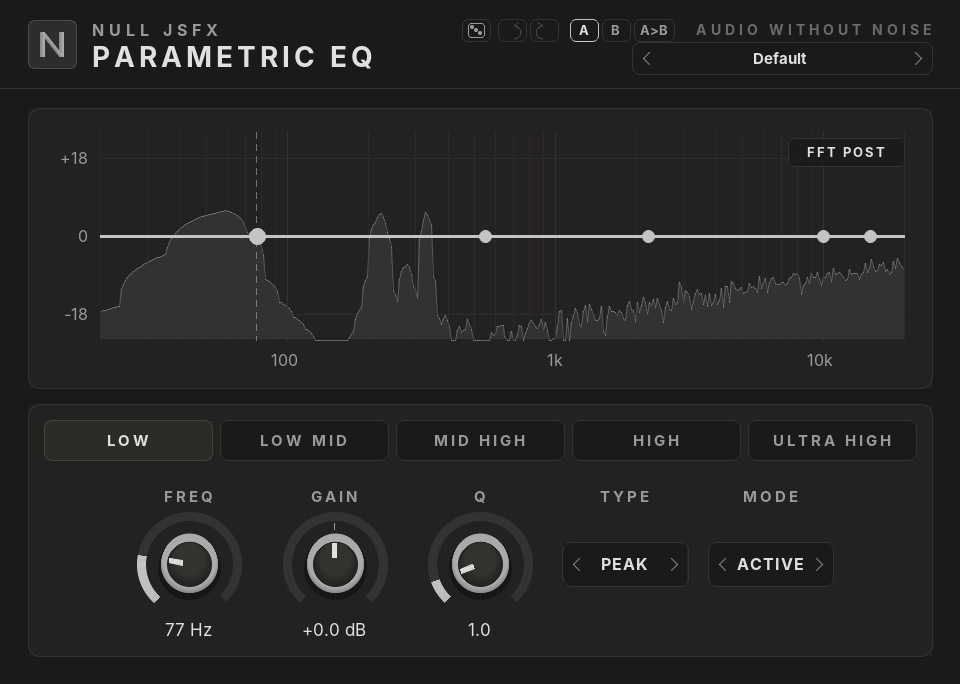 N
NULL JSFX
PARAMETRIC EQ
A B A>B
AUDIO WITHOUT NOISE
Default
FFT POST
+18
0
-18
100 1k 10k
LOW LOW MID MID HIGH HIGH ULTRA HIGH
FREQ GAIN Q TYPE MODE
PEAK ACTIVE
77 Hz +0.0 dB 1.0